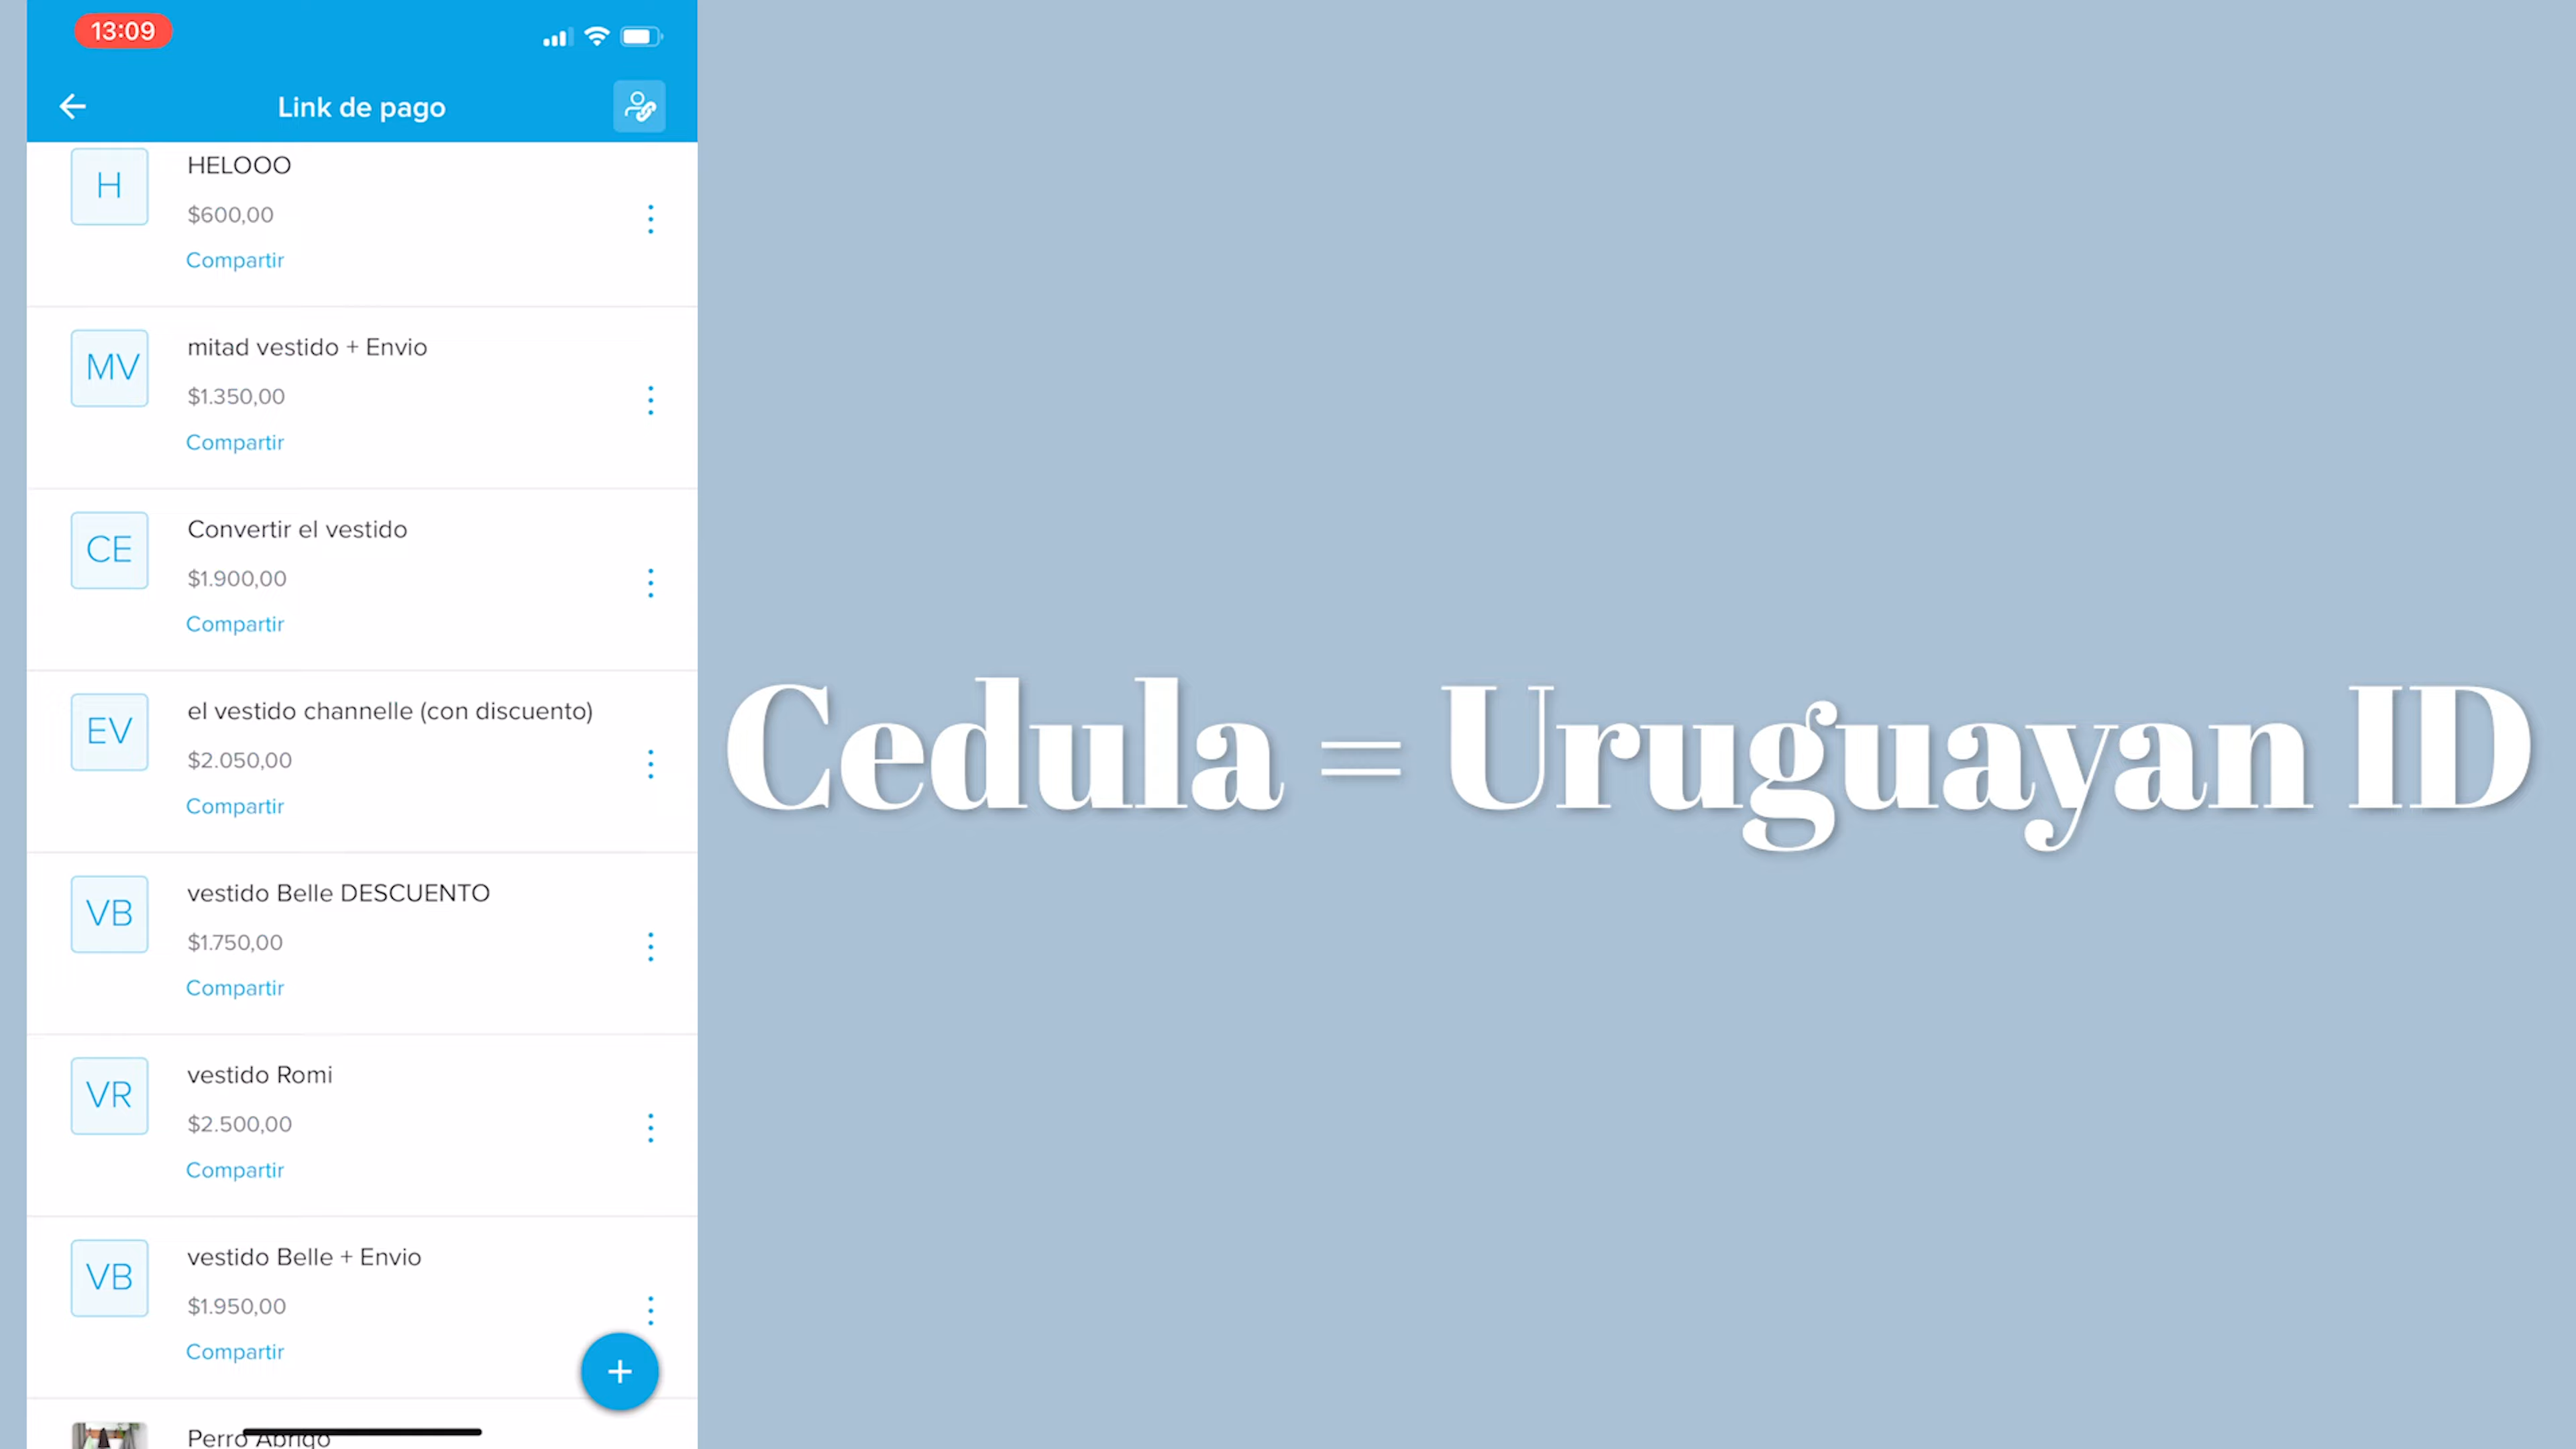 13:09
Link de pago
H
HELOOO
$600,00
Compartir
MV
mitad vestido + Envio
$1.350,00
Compartir
CE
Convertir el vestido
$1.900,00
Compartir
EV
el vestido channelle (con discuento)
$2.050,00
Compartir
VB
vestido Belle DESCUENTO
$1.750,00
Compartir
VR
vestido Romi
$2.500,00
Compartir
VB
vestido Belle + Envio
$1.950,00
Compartir
Perro Abrigo
Cedula = Uruguayan ID